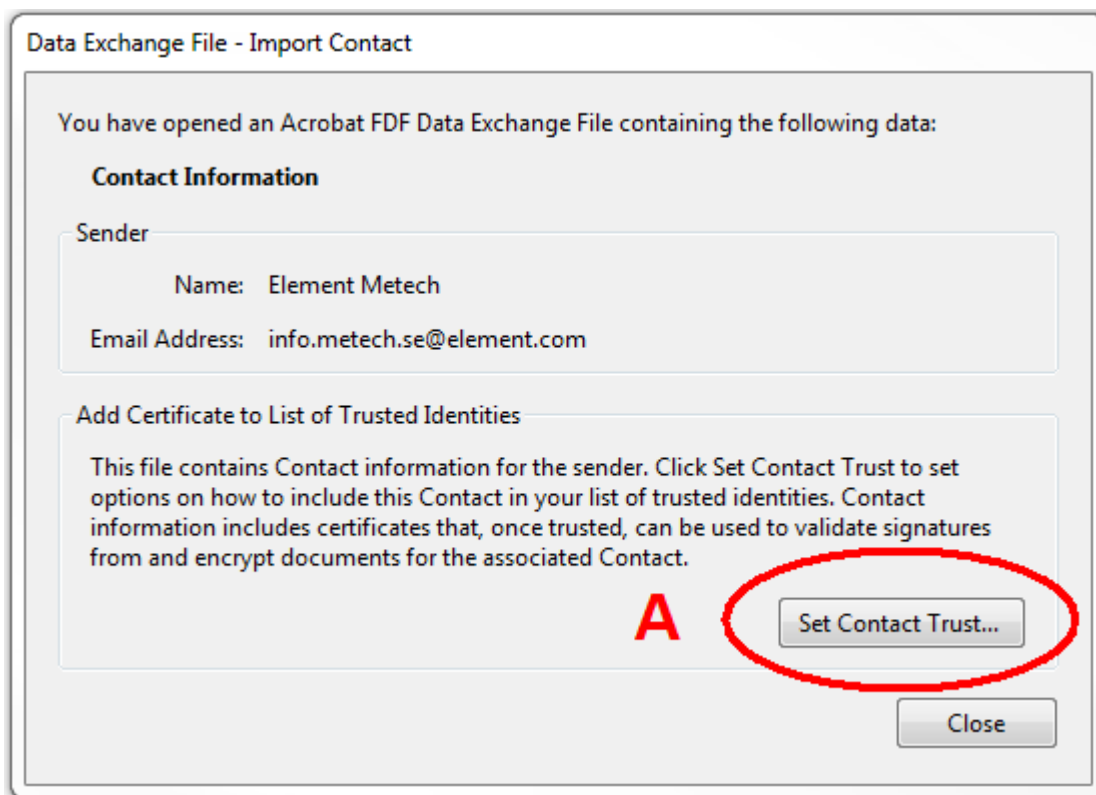 Data Exchange File - Import Contact
You have opened an Acrobat FDF Data Exchange File containing the following data:
Contact Information
Sender
Name: Element Metech
Email Address: info.metech.se@element.com
Add Certificate to List of Trusted Identities
This file contains Contact information for the sender. Click Set Contact Trust to set
options on how to include this Contact in your list of trusted identities. Contact
information includes certificates that, once trusted, can be used to validate signatures
from and encrypt documents for the associated Contact.
A
Set Contact Trust...
Close